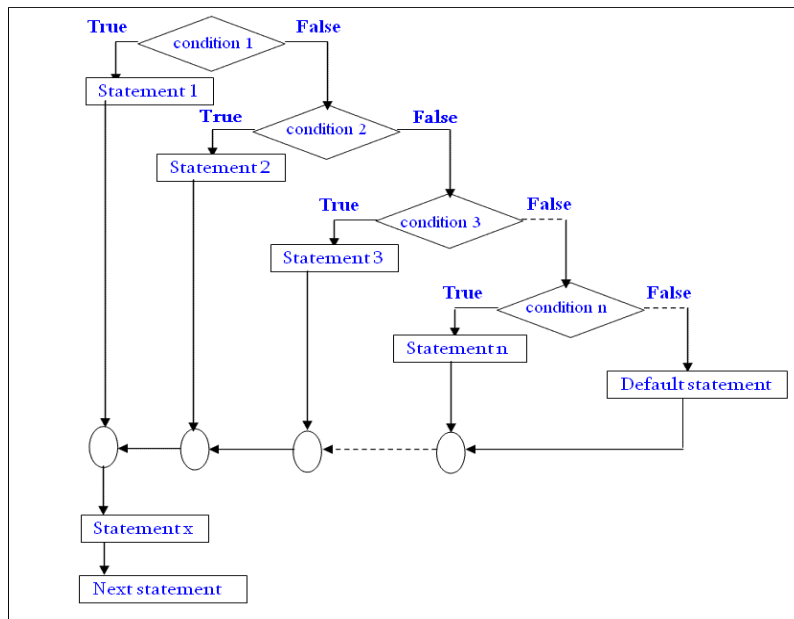 True
False
condition 1
Statement 1
True
False
condition 2
Statement 2
True
False
condition 3
Statement 3
True
False
condition n
Statement n
Default statement
Statement x
Next statement